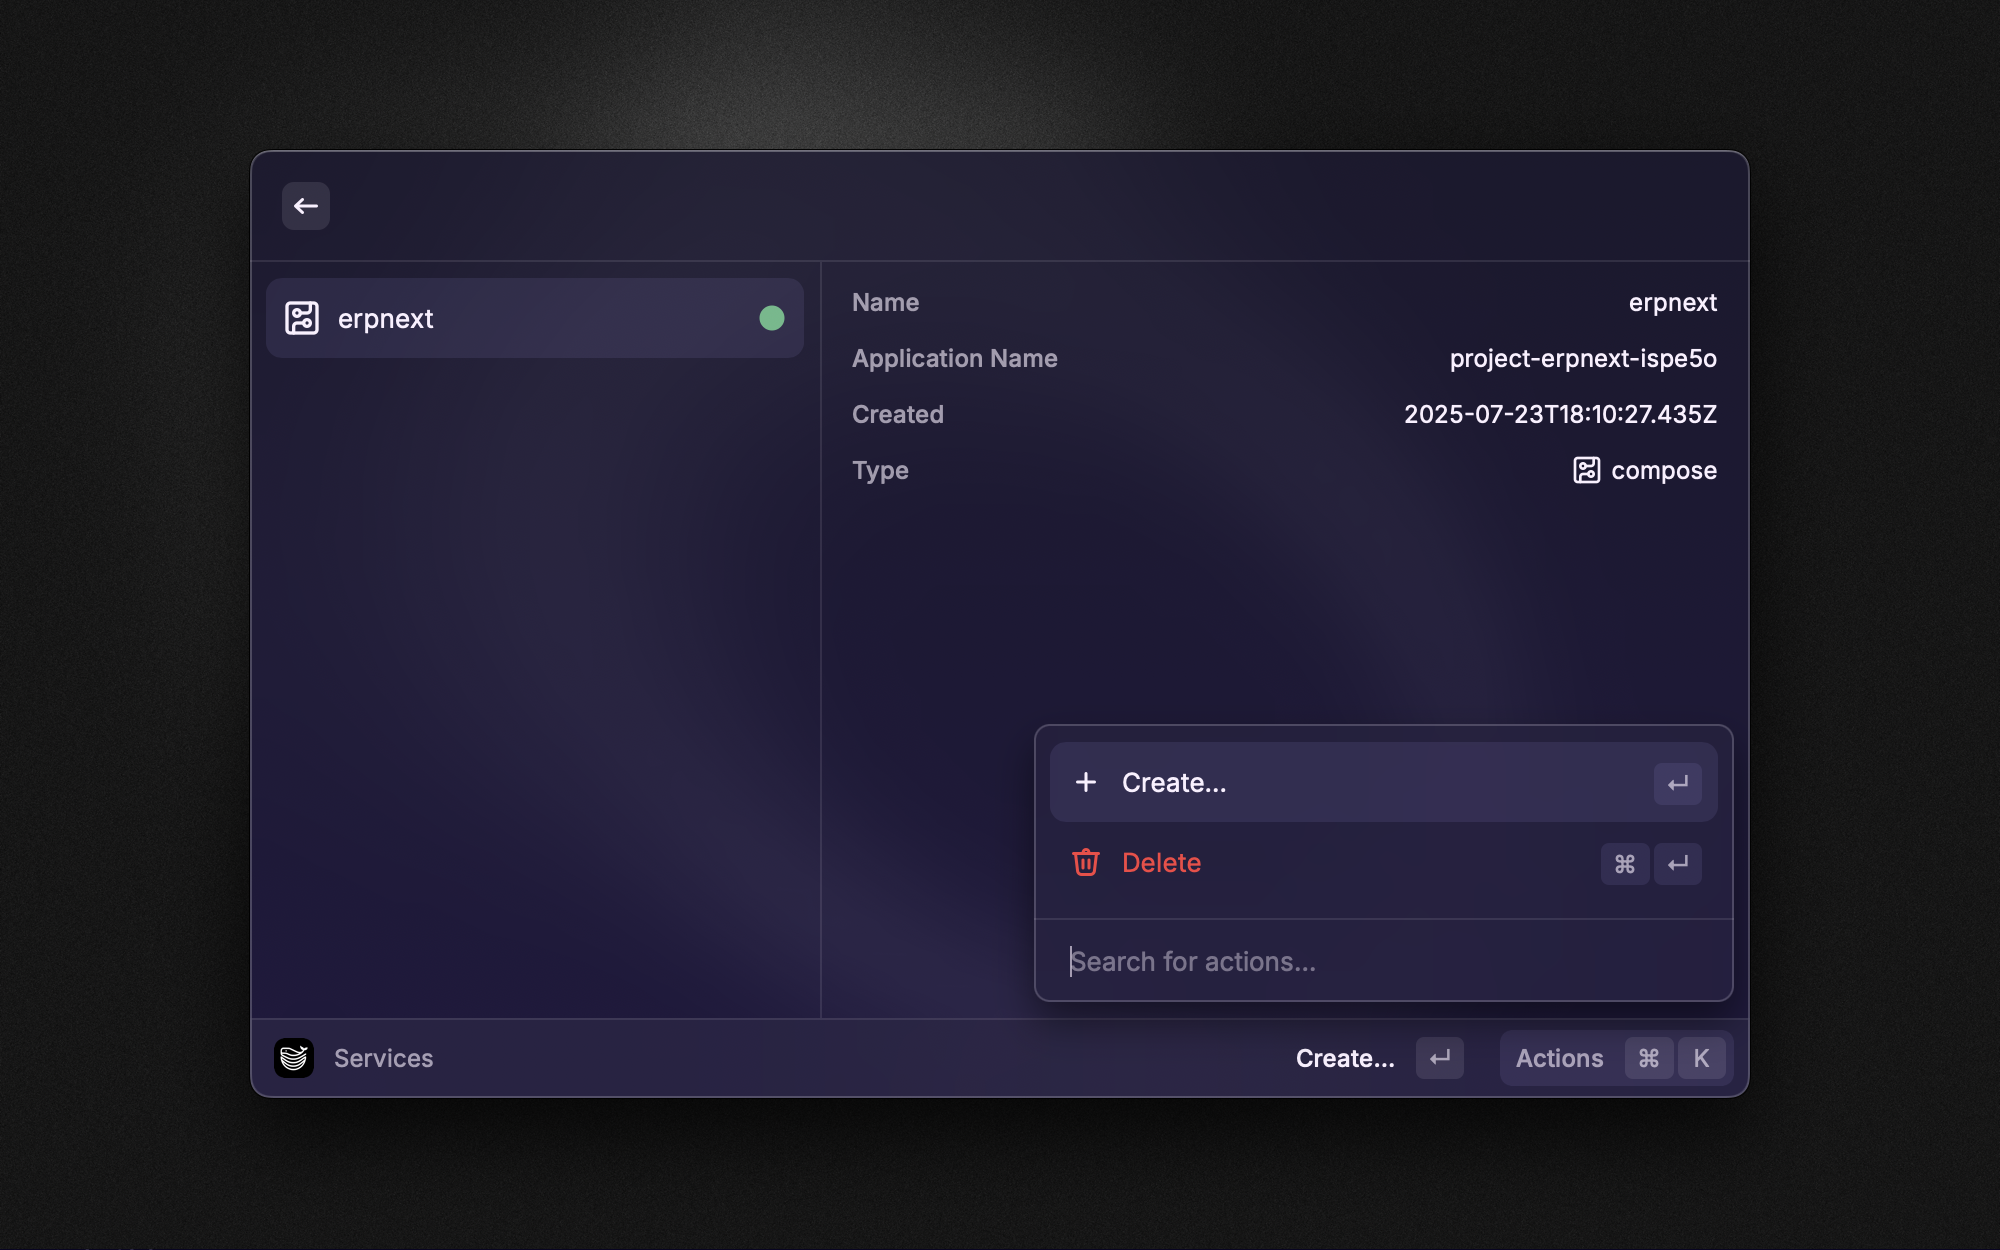 erpnext
Name erpnext
Application Name project-erpnext-ispe5o
Created 2025-07-23T18:10:27.435Z
Type compose
Create... ↵
Delete ⌘ ↵
Search for actions...
Services Create... ↵ Actions ⌘ K